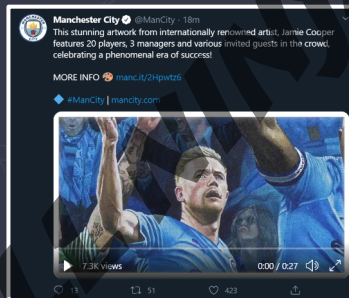 Manchester City @ManCity · 18m
This stunning artwork from internationally renowned artist, Jamie Cooper
features 20 players, 3 managers and various invited guests in the crowd,
celebrating a phenomenal era of success!
MORE INFO 🎨 manc.it/2Hpwtz6
🔷 #ManCity | mancity.com
7.3K views
0:00 / 0:27
13
51
423